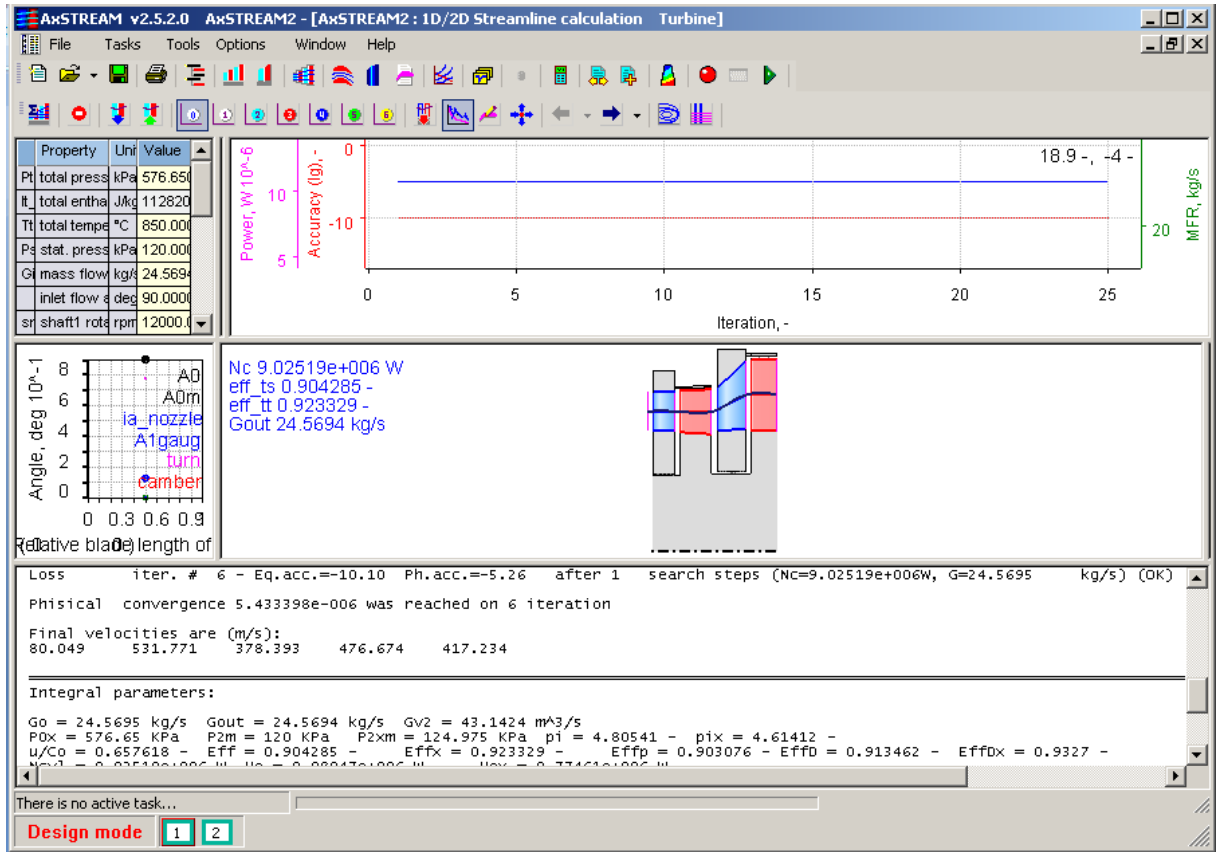 AxSTREAM v2.5.2.0 AxSTREAM2 - [AxSTREAM2 : 1D/2D Streamline calculation Turbine]
File Tasks Tools Options Window Help
Property Uni Value
Pt total press kPa 576.650
It_ total entha J/kg 112820
Tt total tempe °C 850.000
Ps stat. press kPa 120.000
Gi mass flow kg/s 24.5694
inlet flow a deg 90.0000
sr shaft1 rota rpm 12000.0
Power, W 10^-6
10
5
Accuracy (lg), -
0
-10
18.9 -, -4 -
MFR, kg/s
20
0 5 10 15 20 25
Iteration, -
Angle, deg 10^-1
8
6
4
2
0
A0
A0m
ia_nozzle
A1gaug
turn
camber
0 0.3 0.6 0.9
Nc 9.02519e+006 W
eff_ts 0.904285 -
eff_tt 0.923329 -
Gout 24.5694 kg/s
Loss iter. # 6 - Eq.acc.=-10.10 Ph.acc.=-5.26 after 1 search steps (Nc=9.02519e+006W, G=24.5695 kg/s) (OK)
Phisical convergence 5.433398e-006 was reached on 6 iteration
Final velocities are (m/s):
80.049 531.771 378.393 476.674 417.234
Integral parameters:
Go = 24.5695 kg/s Gout = 24.5694 kg/s Gv2 = 43.1424 m^3/s
P0x = 576.65 kPa P2m = 120 kPa P2xm = 124.975 kPa pi = 4.80541 - pix = 4.61412 -
u/Co = 0.657618 - Eff = 0.904285 - Effx = 0.923329 - Effp = 0.903076 - EffD = 0.913462 - EffDx = 0.9327 -
There is no active task...
Design mode 1 2